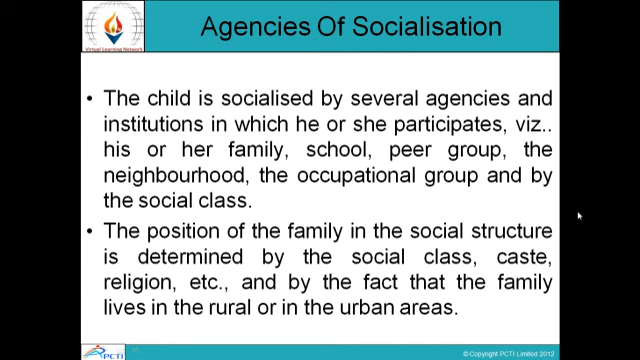 Agencies Of Socialisation
Virtual Learning Network
• The child is socialised by several agencies and
institutions in which he or she participates, viz..
his or her family, school, peer group, the
neighbourhood, the occupational group and by
the social class.
• The position of the family in the social structure
is determined by the social class, caste,
religion, etc., and by the fact that the family
lives in the rural or in the urban areas.
PCTI
© Copyright PCTI Limited 2012